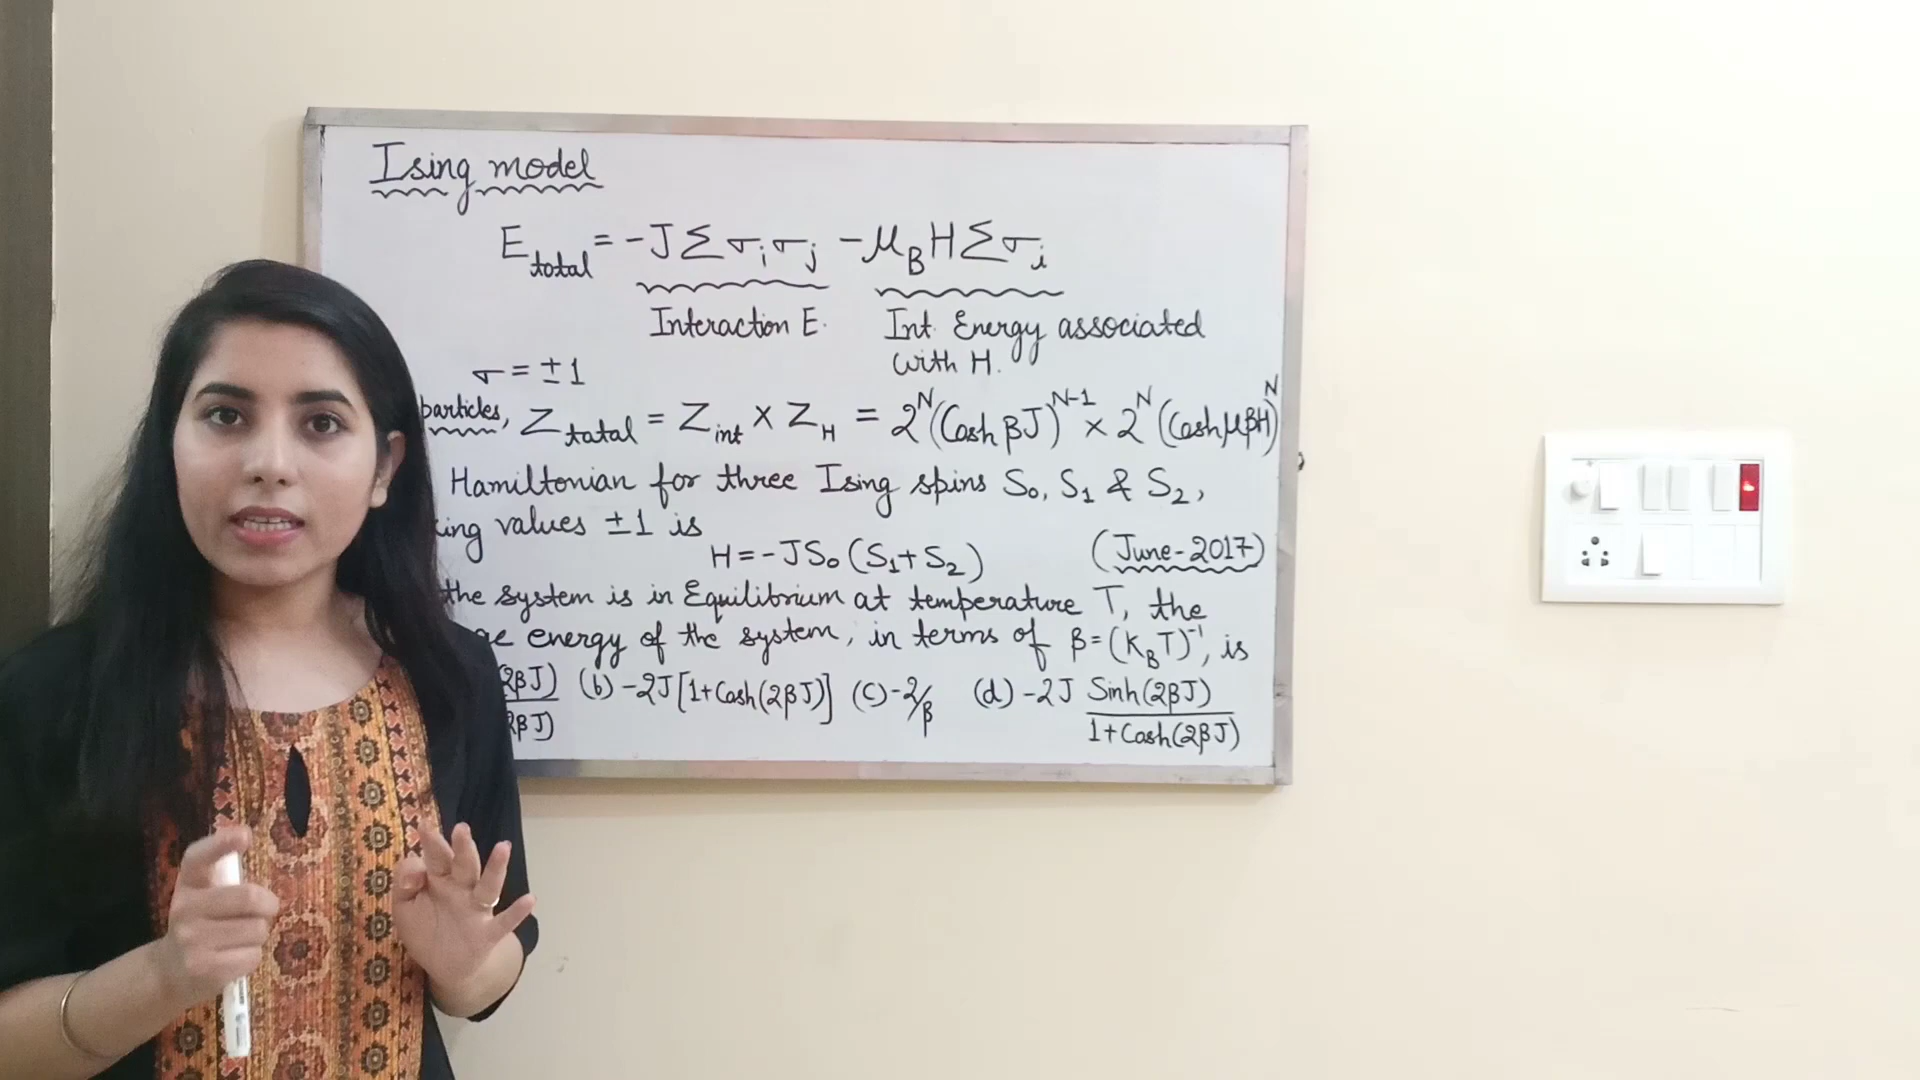 Ising model
E_total = -J Σ σ_i σ_j - μ_B H Σ σ_i
Interaction E. Int. Energy associated
with H.
σ = ±1
particles, Z_total = Z_int × Z_H = 2^N (Cosh βJ)^N-1 × 2^N (Cosh μβH)^N
Hamiltonian for three Ising spins S₀, S₁ & S₂,
values ±1 is
H = -JS₀ (S₁ + S₂) (June-2017)
the system is in Equilibrium at temperature T, the
energy of the system, in terms of β = (K_B T)⁻¹, is
(2βJ) (b) -2J [1+Cosh(2βJ)] (c) -2/β (d) -2J Sinh(2βJ)
βJ) 1+Cosh(2βJ)